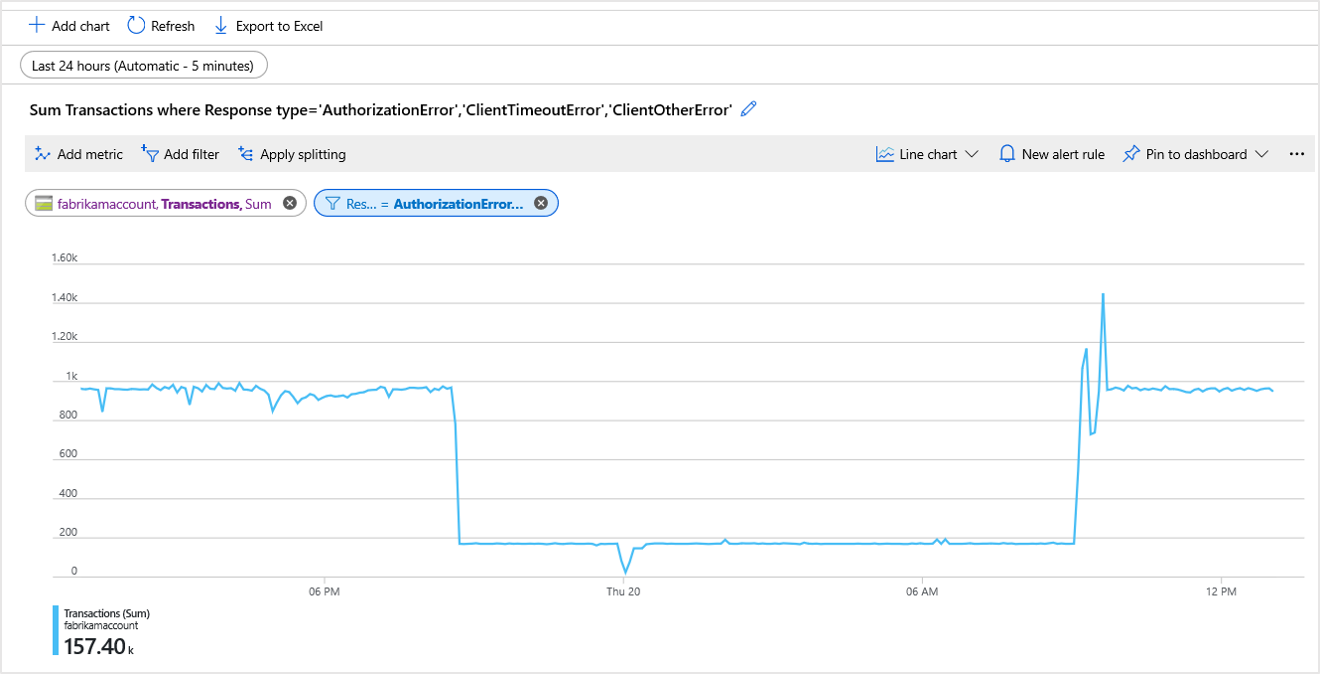 Add chart Refresh Export to Excel
Last 24 hours (Automatic - 5 minutes)
Sum Transactions where Response type='AuthorizationError','ClientTimeoutError','ClientOtherError'
Add metric Add filter Apply splitting Line chart New alert rule Pin to dashboard ...
fabrikamaccount, Transactions, Sum Res... = AuthorizationError...
1.60k
1.40k
1.20k
1k
800
600
400
200
0
06 PM Thu 20 06 AM 12 PM
Transactions (Sum)
fabrikamaccount
157.40 k